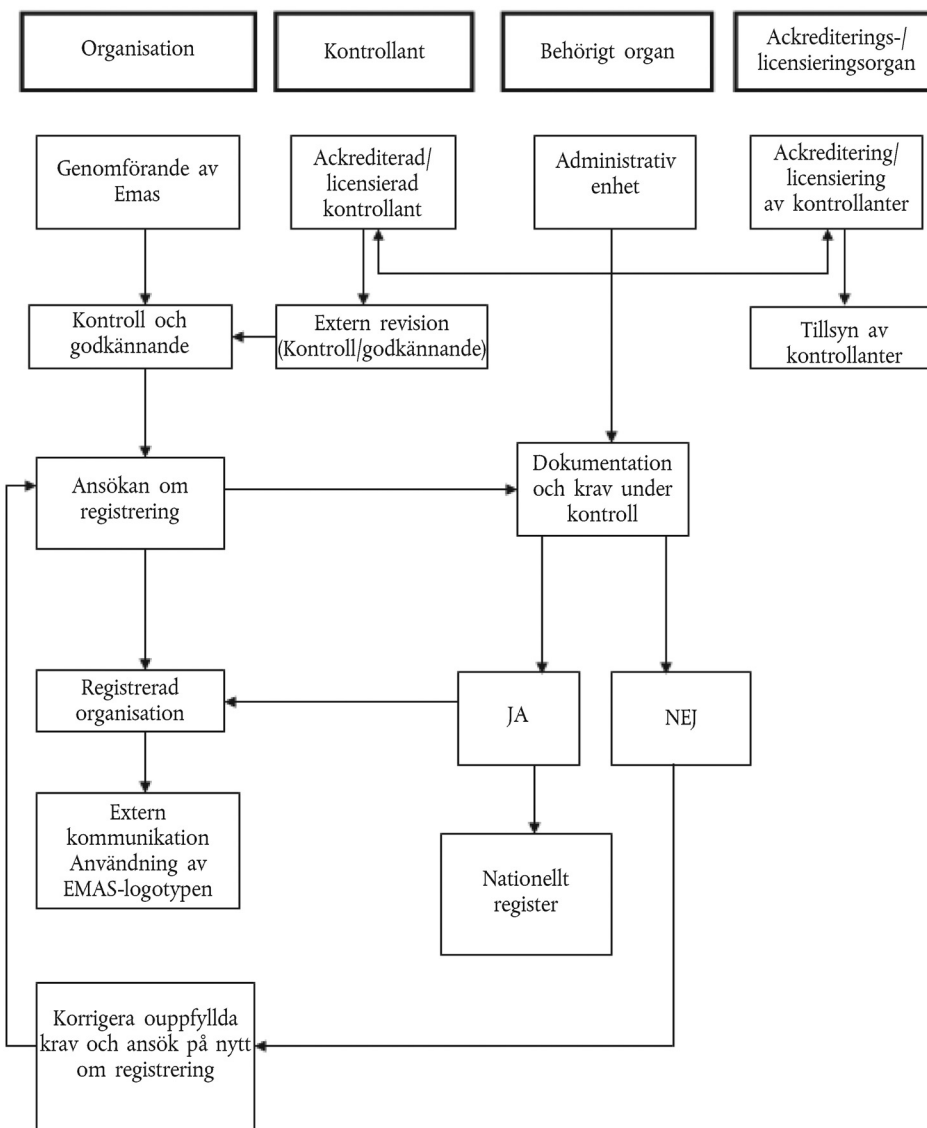 Organisation
Kontrollant
Behörigt organ
Ackrediterings-/
licensieringsorgan
Genomförande av
Emas
Ackrediterad/
licensierad
kontrollant
Administrativ
enhet
Ackreditering/
licensiering
av kontrollanter
Kontroll och
godkännande
Extern revision
(Kontroll/godkännande)
Tillsyn av
kontrollanter
Ansökan om
registrering
Dokumentation
och krav under
kontroll
Registrerad
organisation
JA
NEJ
Extern
kommunikation
Användning av
EMAS-logotypen
Nationellt
register
Korrigera ouppfyllda
krav och ansök på nytt
om registrering